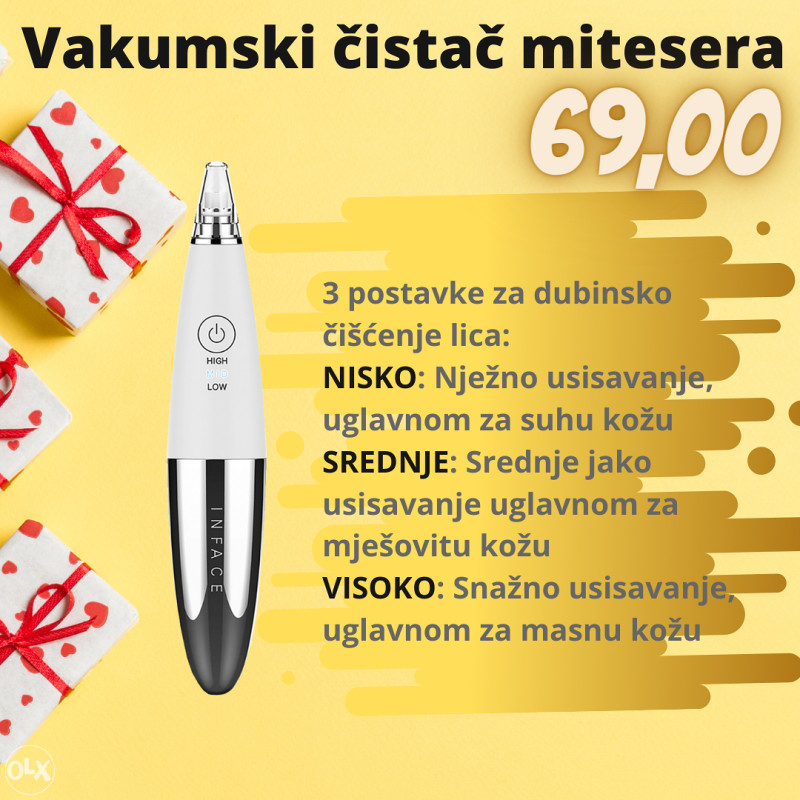 Vakumski čistač mitesera
69,00
3 postavke za dubinsko
čišćenje lica:
NISKO: Nježno usisavanje,
uglavnom za suhu kožu
SREDNJE: Srednje jako
usisavanje uglavnom za
mješovitu kožu
VISOKO: Snažno usisavanje,
uglavnom za masnu kožu
HIGH
LOW
INFACE
OLX